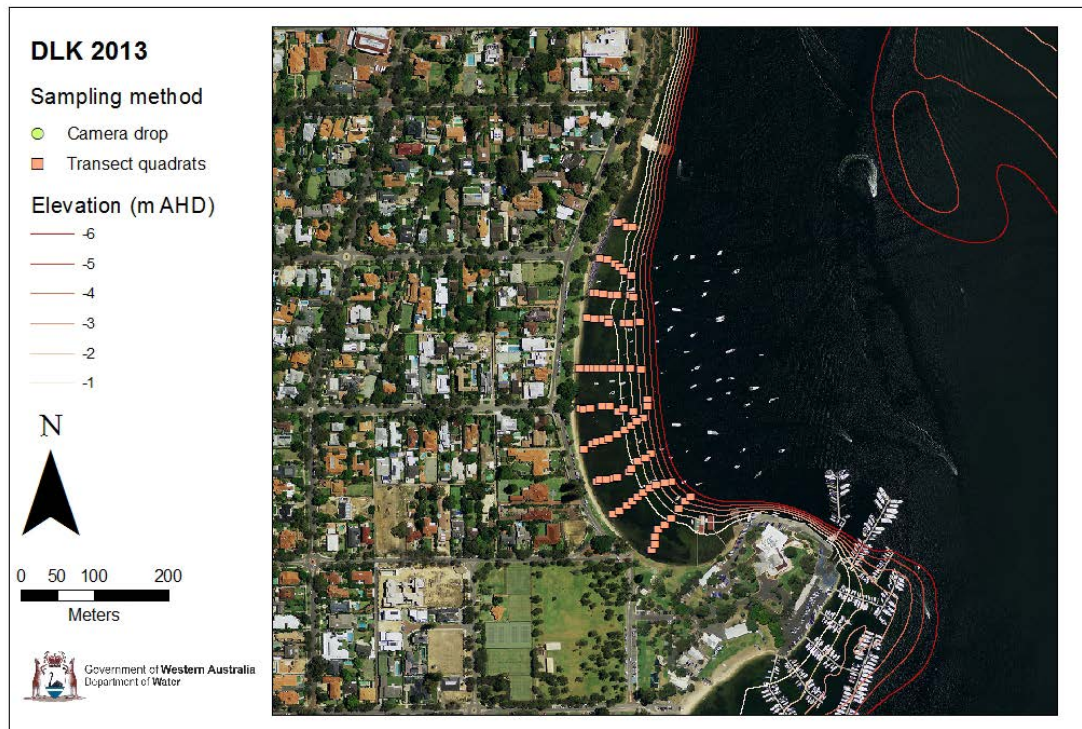 DLK 2013
Sampling method
Camera drop
Transect quadrats
Elevation (m AHD)
-6
-5
-4
-3
-2
-1
N
0 50 100 200
Meters
Government of Western Australia
Department of Water